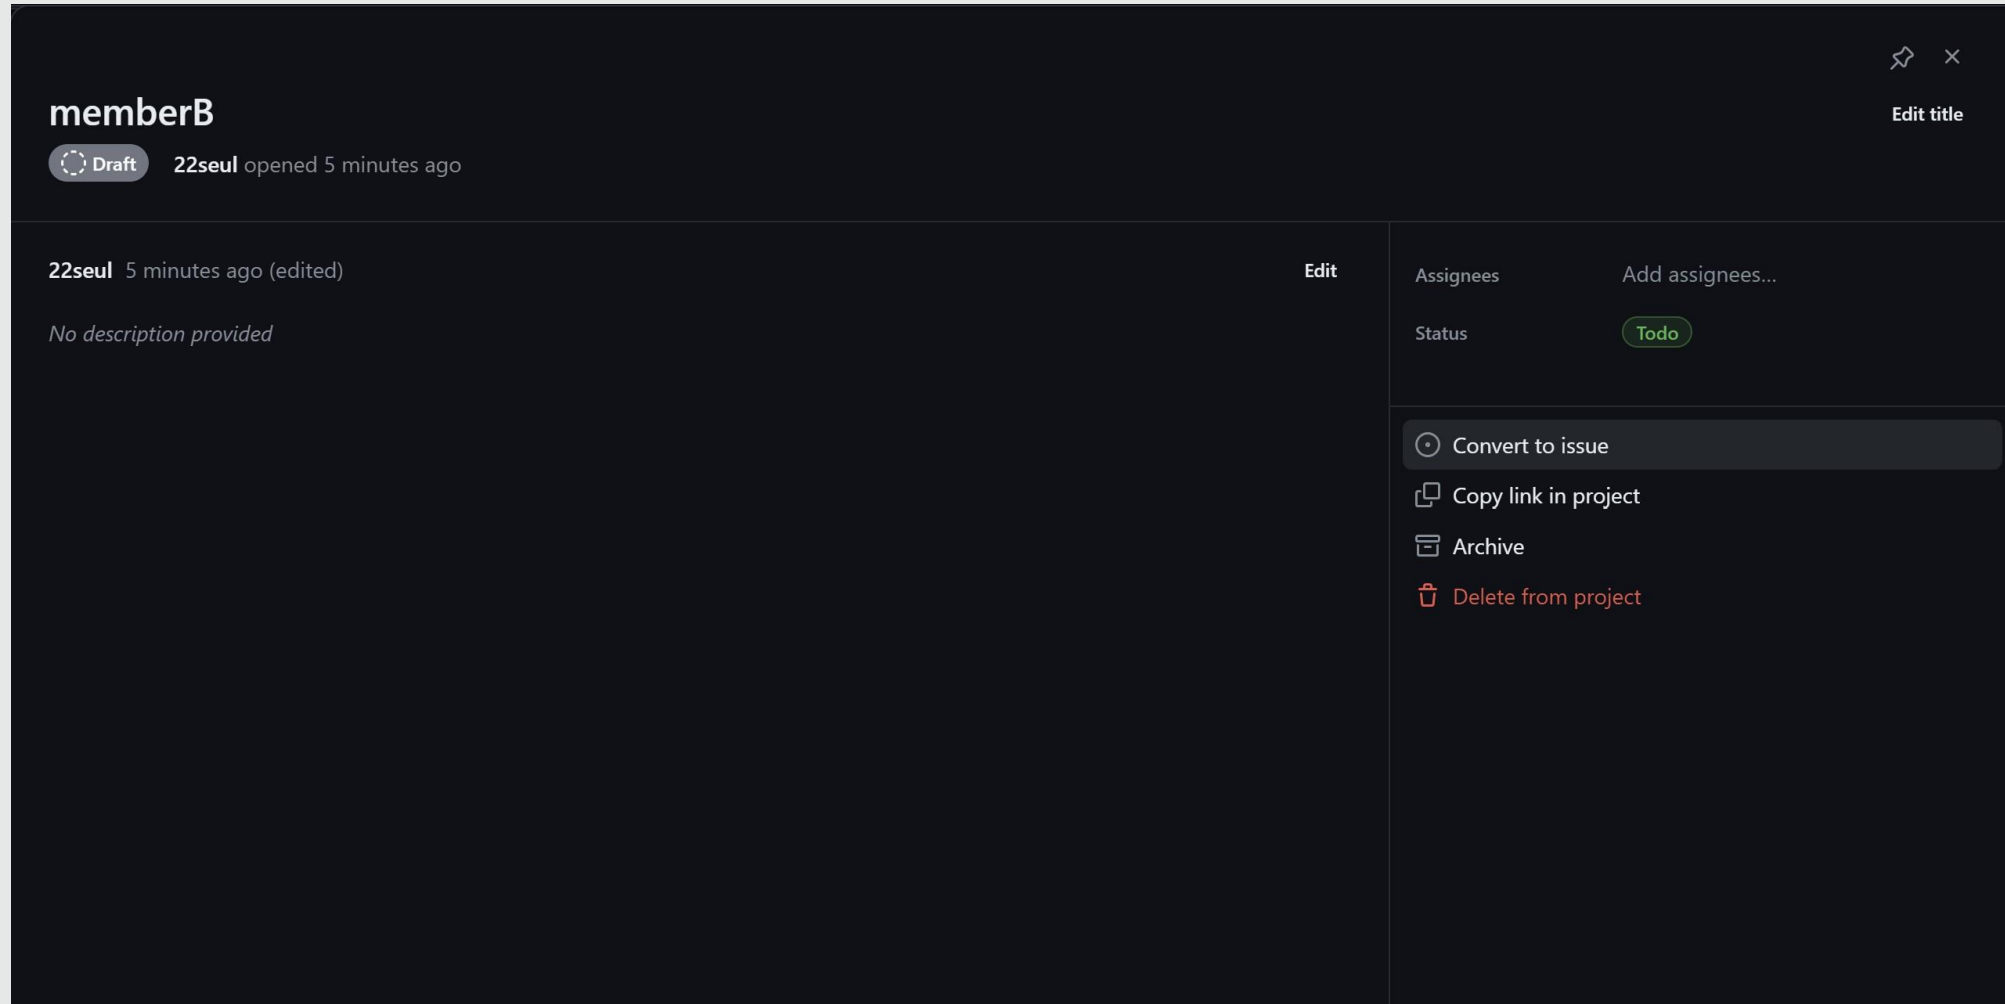 memberB
Edit title
Draft
22seul opened 5 minutes ago
22seul 5 minutes ago (edited)
Edit
No description provided
Assignees
Add assignees...
Status
Todo
Convert to issue
Copy link in project
Archive
Delete from project